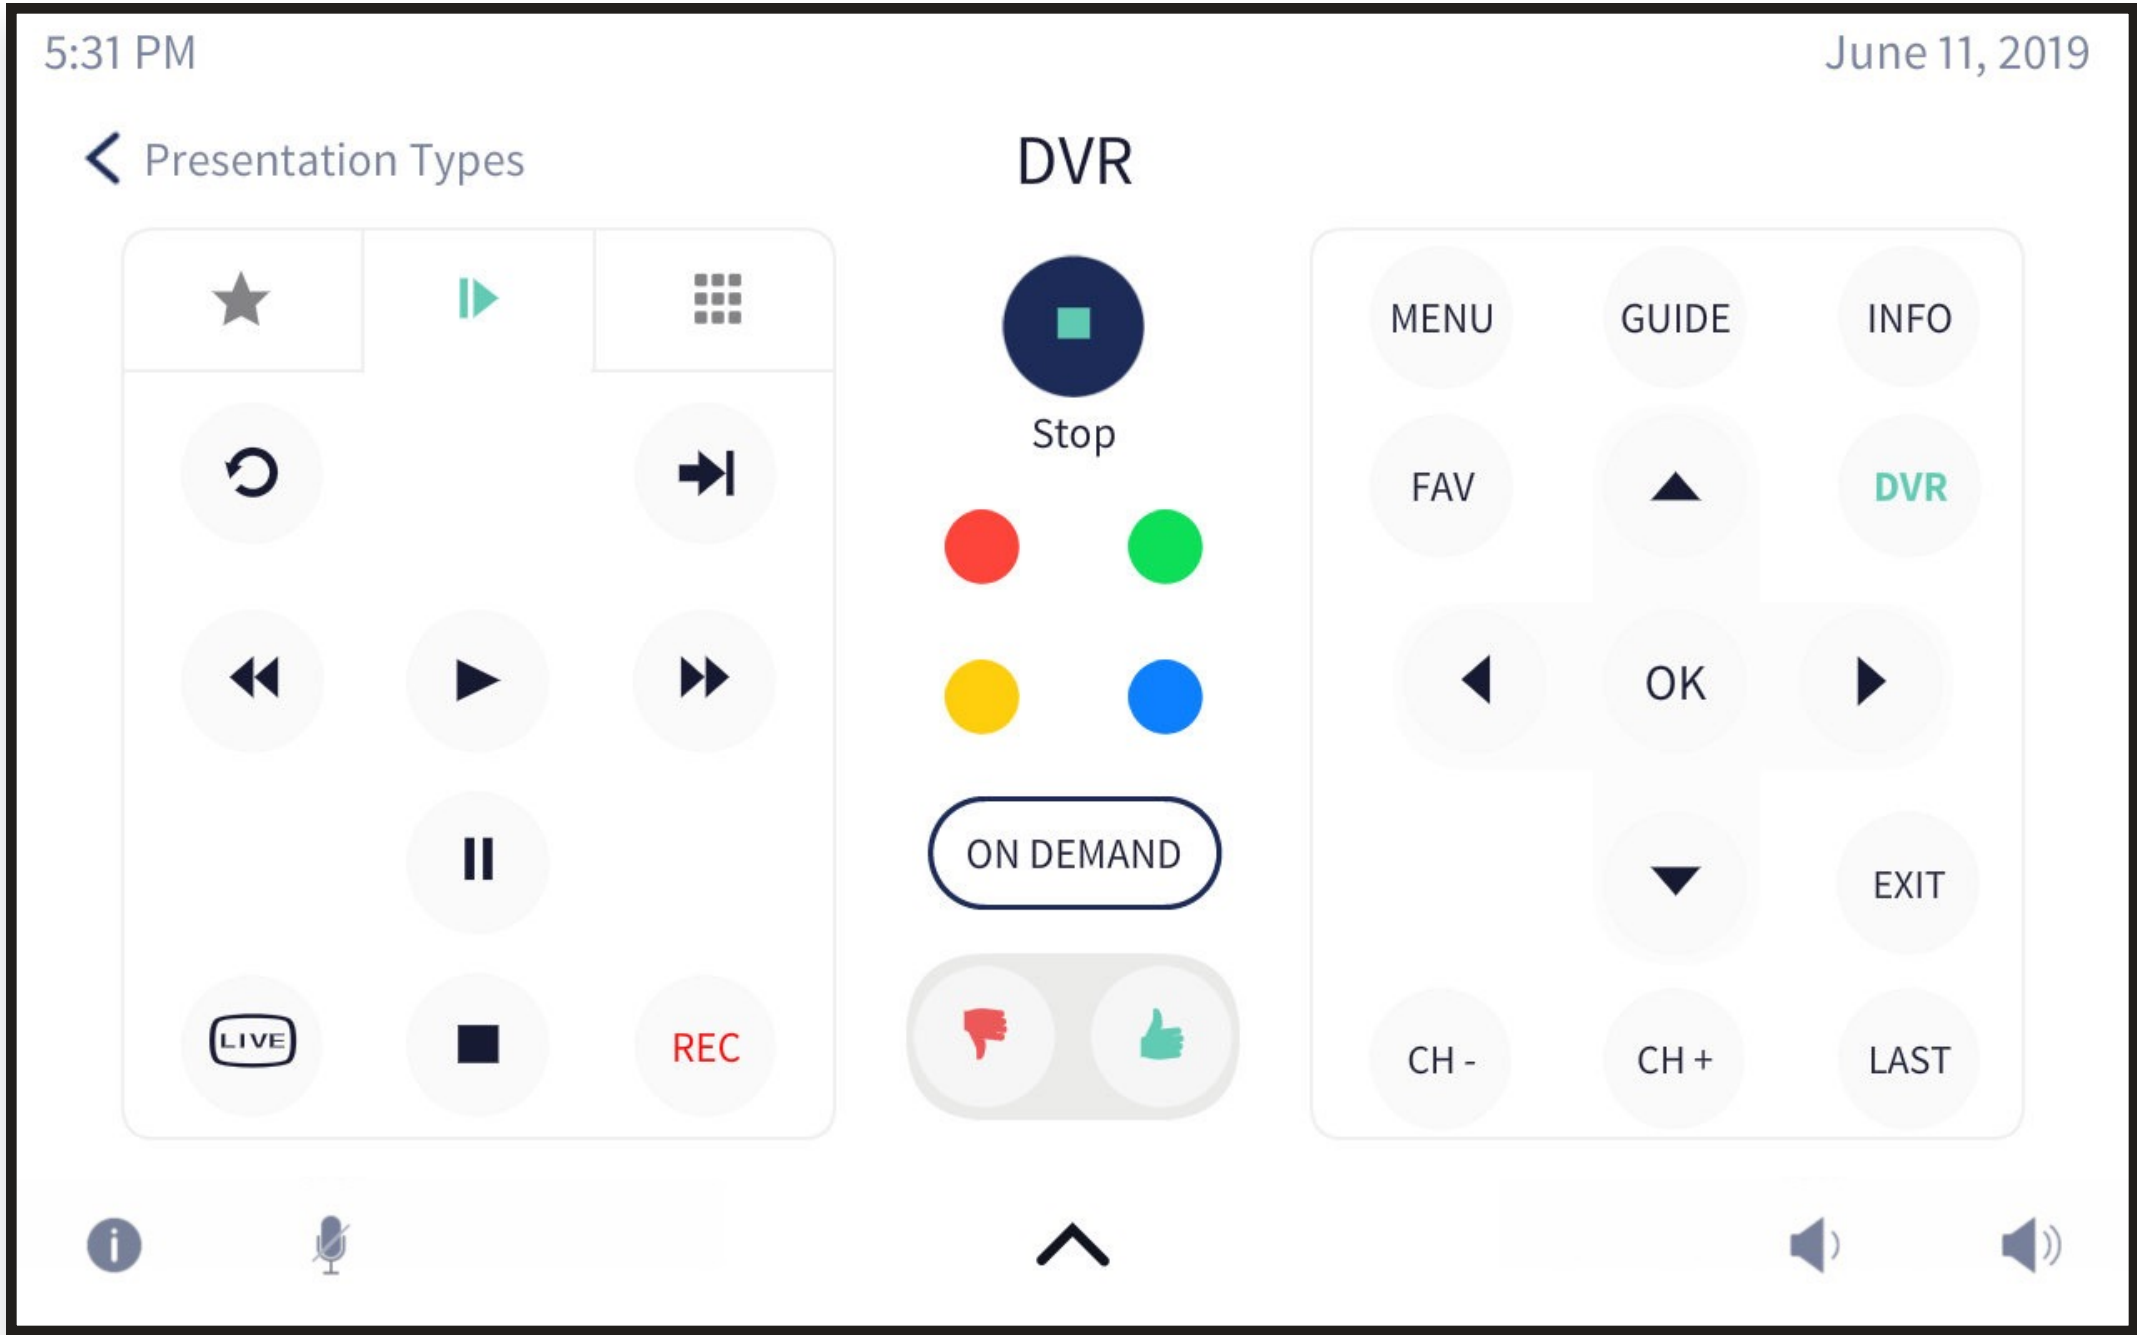 5:31 PM
June 11, 2019
Presentation Types
DVR
MENU
GUIDE
INFO
Stop
FAV
DVR
OK
ON DEMAND
EXIT
LIVE
REC
CH -
CH +
LAST